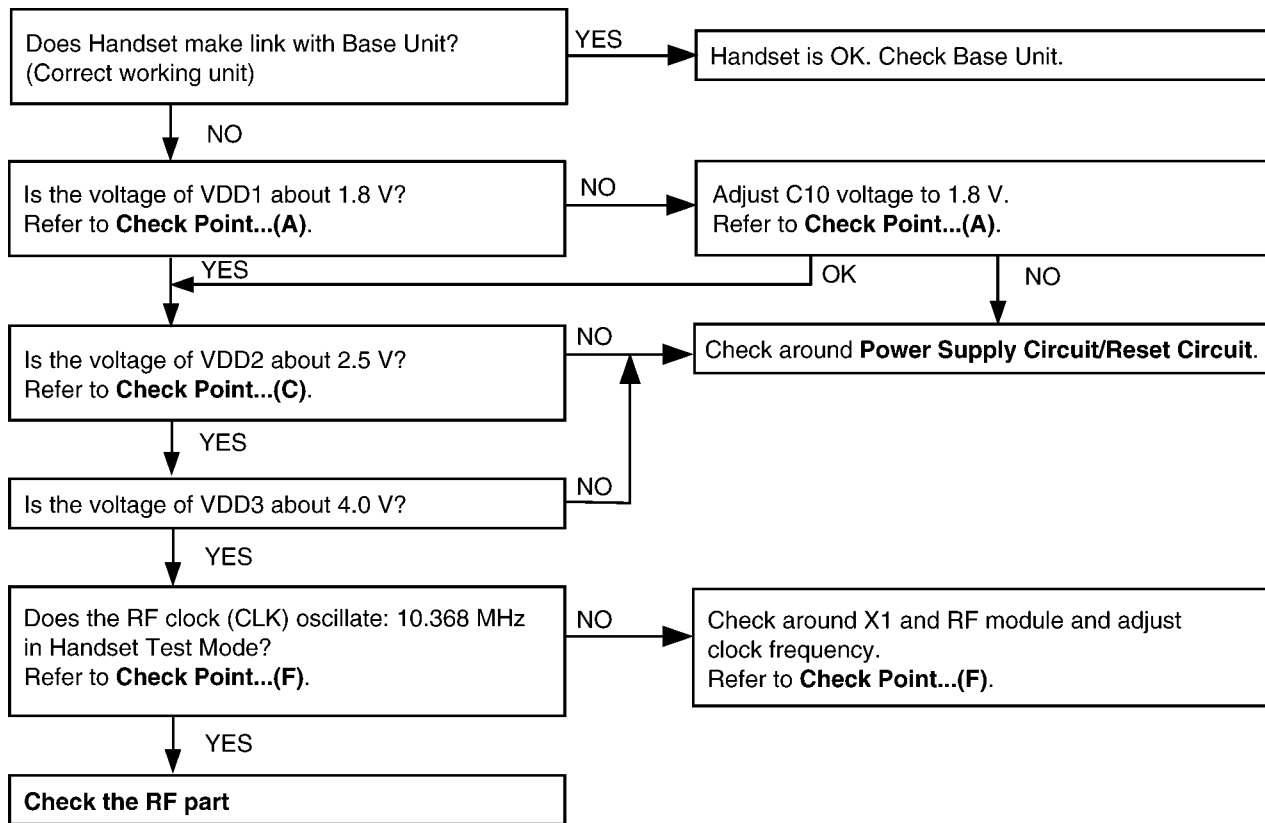 Does Handset make link with Base Unit?
(Correct working unit)
YES
Handset is OK. Check Base Unit.
NO
Is the voltage of VDD1 about 1.8 V?
Refer to Check Point...(A).
NO
Adjust C10 voltage to 1.8 V.
Refer to Check Point...(A).
YES
OK
NO
Is the voltage of VDD2 about 2.5 V?
Refer to Check Point...(C).
NO
Check around Power Supply Circuit/Reset Circuit.
YES
Is the voltage of VDD3 about 4.0 V?
NO
YES
Does the RF clock (CLK) oscillate: 10.368 MHz
in Handset Test Mode?
Refer to Check Point...(F).
NO
Check around X1 and RF module and adjust
clock frequency.
Refer to Check Point...(F).
YES
Check the RF part